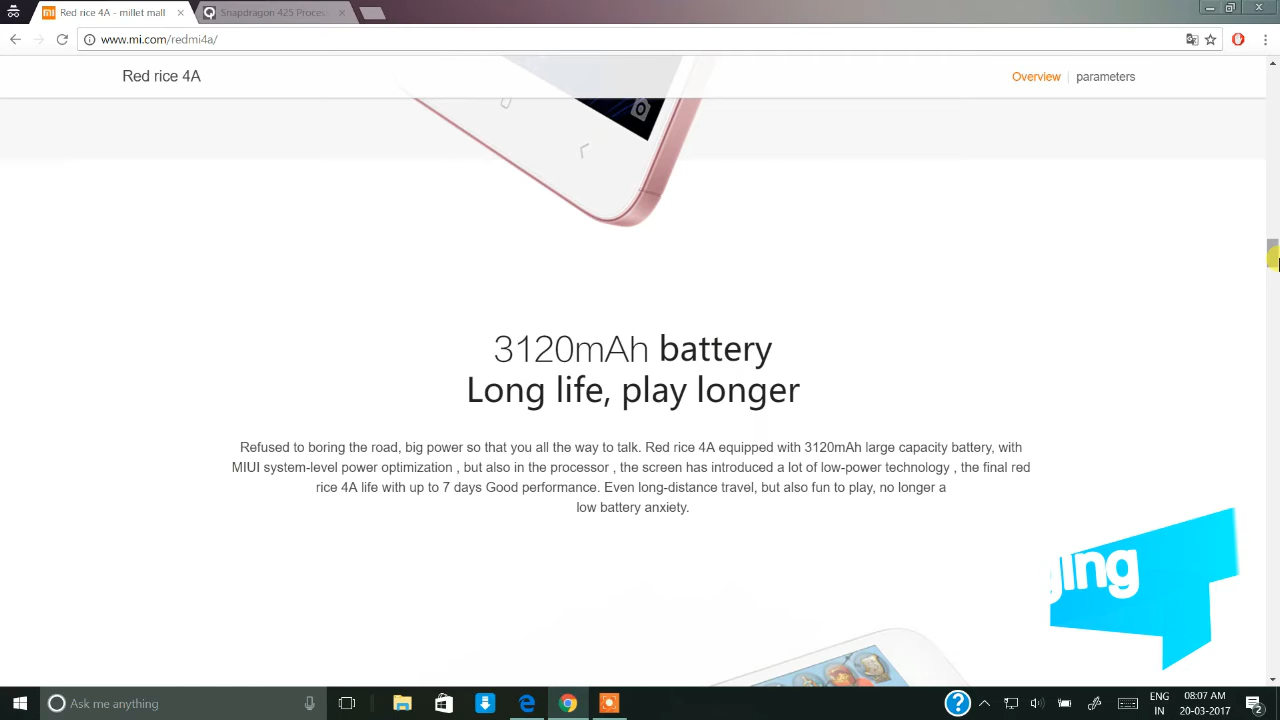 Red rice 4A - millet mall
Snapdragon 425 Proces
www.mi.com/redmi4a/
Red rice 4A
Overview
parameters
3120mAh battery
Long life, play longer
Refused to boring the road, big power so that you all the way to talk. Red rice 4A equipped with 3120mAh large capacity battery, with
MIUI system-level power optimization , but also in the processor , the screen has introduced a lot of low-power technology , the final red
rice 4A life with up to 7 days Good performance. Even long-distance travel, but also fun to play, no longer a
low battery anxiety.
ging
Ask me anything
ENG
IN
08:07 AM
20-03-2017
2